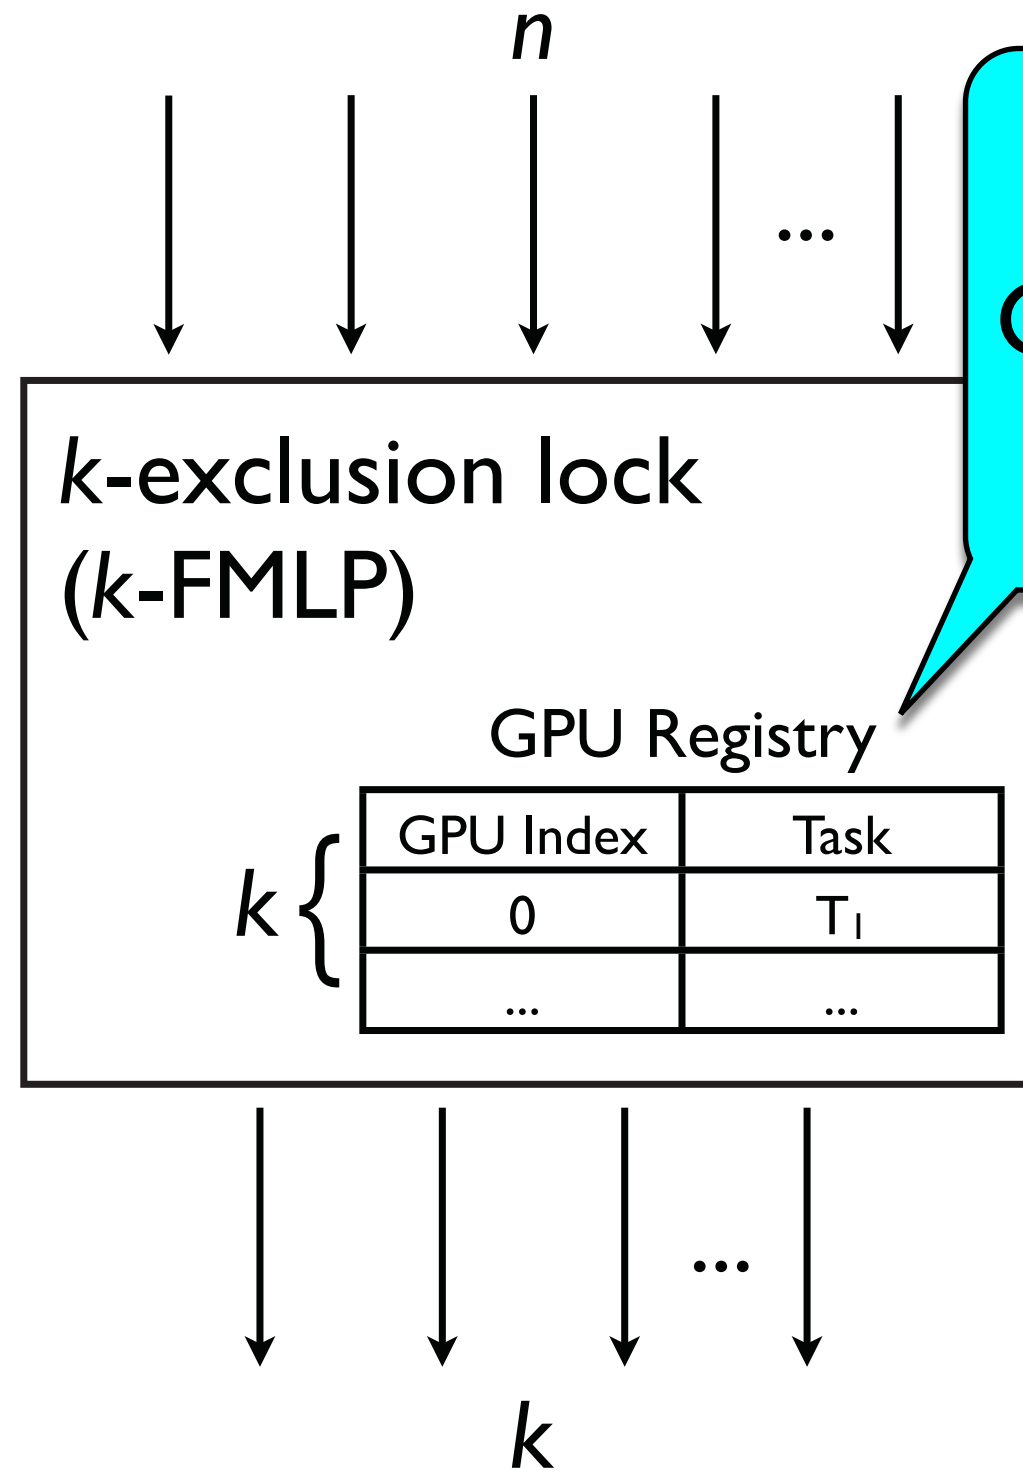 n
...
k-exclusion lock
(k-FMLP)
GPU Registry
GPU Index Task
k { 0 T₁
... ...
...
k